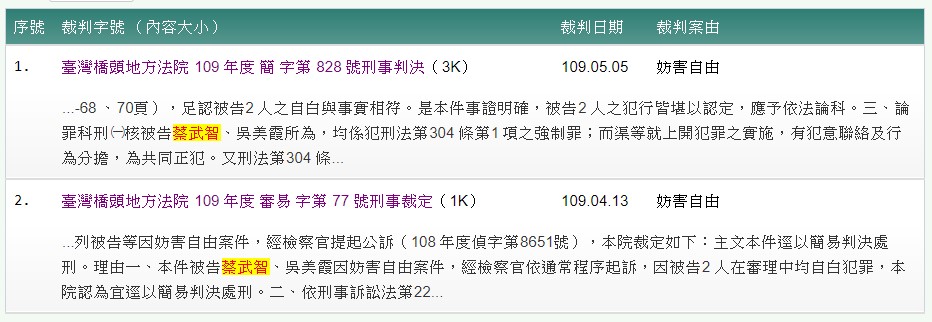 序號 裁判字號 （內容大小） 裁判日期 裁判案由
1. 臺灣橋頭地方法院 109 年度 簡 字第 828 號刑事判決（3K） 109.05.05 妨害自由
...-68 、 70頁），足認被告2 人之自白與事實相符。是本件事證明確，被告2 人之犯行皆堪以認定，應予依法論科。三、論
罪科刑㈠核被告蔡武智、吳美霞所為，均係犯刑法第304 條第1 項之強制罪；而渠等就上開犯罪之實施，有犯意聯絡及行
為分擔，為共同正犯。又刑法第304 條...
2. 臺灣橋頭地方法院 109 年度 審易 字第 77 號刑事裁定（1K） 109.04.13 妨害自由
...列被告等因妨害自由案件，經檢察官提起公訴（108 年度偵字第8651號），本院裁定如下：主文本件逕以簡易判決處
刑。理由一、本件被告蔡武智、吳美霞因妨害自由案件，經檢察官依通常程序起訴，因被告2 人在審理中均自白犯罪，本
院認為宜逕以簡易判決處刑。二、依刑事訴訟法第22...